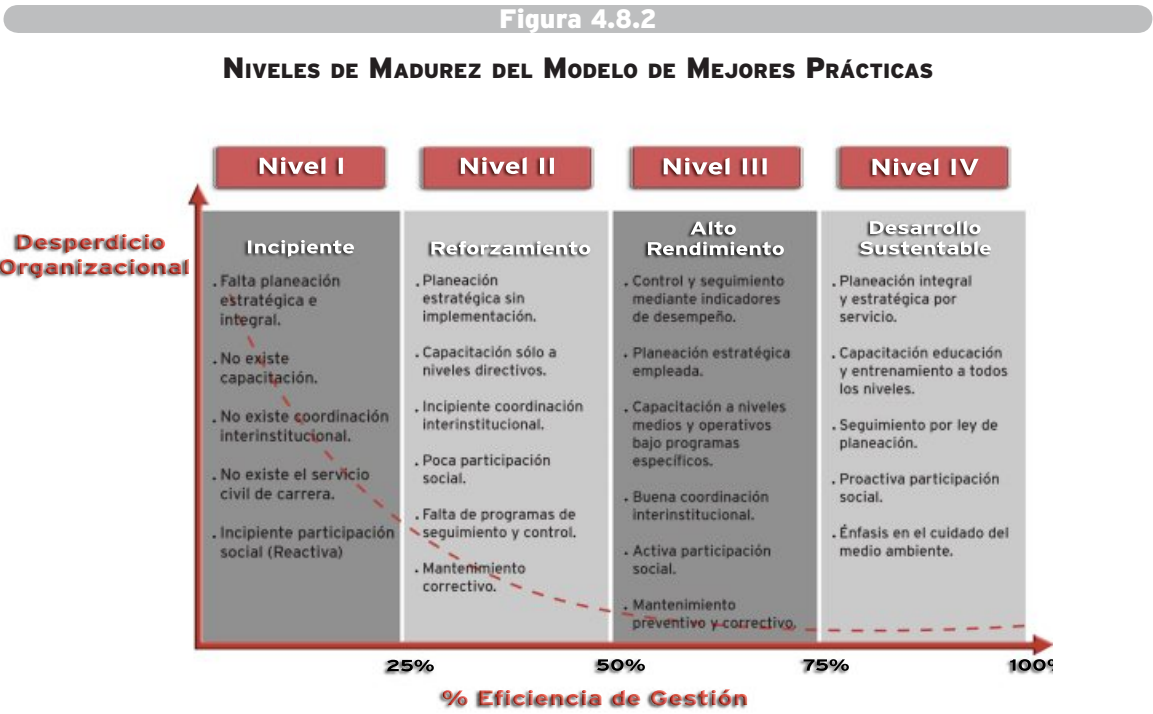 Figura 4.8.2
NIVELES DE MADUREZ DEL MODELO DE MEJORES PRÁCTICAS
Nivel I
Nivel II
Nivel III
Nivel IV
Desperdicio
Organizacional
Incipiente
. Falta planeación
estratégica e
integral.
. No existe
capacitación.
. No existe coordinación
interinstitucional.
. No existe el servicio
civil de carrera.
. Incipiente participación
social (Reactiva)
Reforzamiento
. Planeación
estratégica sin
implementación.
. Capacitación sólo a
niveles directivos.
. Incipiente coordinación
interinstitucional.
. Poca participación
social.
. Falta de programas de
seguimiento y control.
. Mantenimiento
correctivo.
Alto
Rendimiento
. Control y seguimiento
mediante indicadores
de desempeño.
. Planeación estratégica
empleada.
. Capacitación a niveles
medios y operativos
bajo programas
específicos.
. Buena coordinación
interinstitucional.
. Activa participación
social.
. Mantenimiento
preventivo y correctivo.
Desarrollo
Sustentable
. Planeación integral
y estratégica por
servicio.
. Capacitación educación
y entrenamiento a todos
los niveles.
. Seguimiento por ley de
planeación.
. Proactiva participación
social.
. Énfasis en el cuidado del
medio ambiente.
25%
50%
75%
100%
% Eficiencia de Gestión